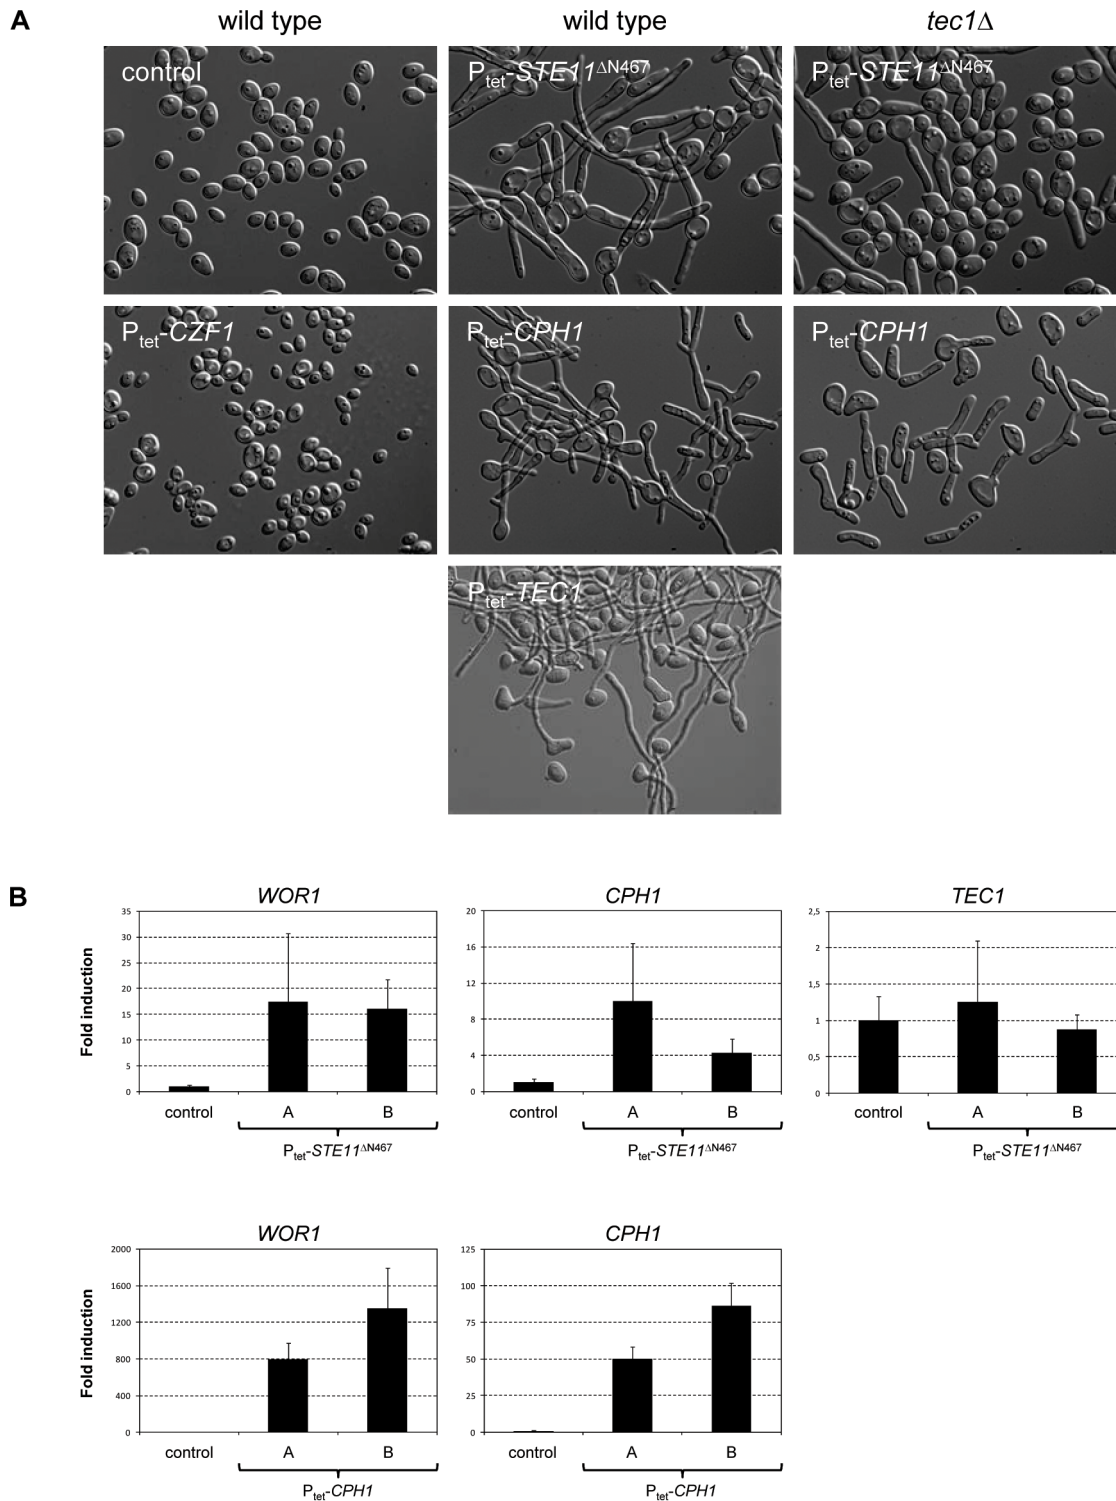 A
wild type wild type tec1Δ
control Ptet-STE11ΔN467 Ptet-STE11ΔN467
Ptet-CZF1 Ptet-CPH1 Ptet-CPH1
Ptet-TEC1
B
WOR1 CPH1 TEC1
Fold induction
35
30
25
20
15
10
5
0
20
16
12
8
4
0
2,5
2
1,5
1
0,5
0
control A B control A B control A B
Ptet-STE11ΔN467 Ptet-STE11ΔN467 Ptet-STE11ΔN467
WOR1 CPH1
Fold induction
2000
1600
1200
800
400
0
125
100
75
50
25
0
control A B control A B
Ptet-CPH1 Ptet-CPH1